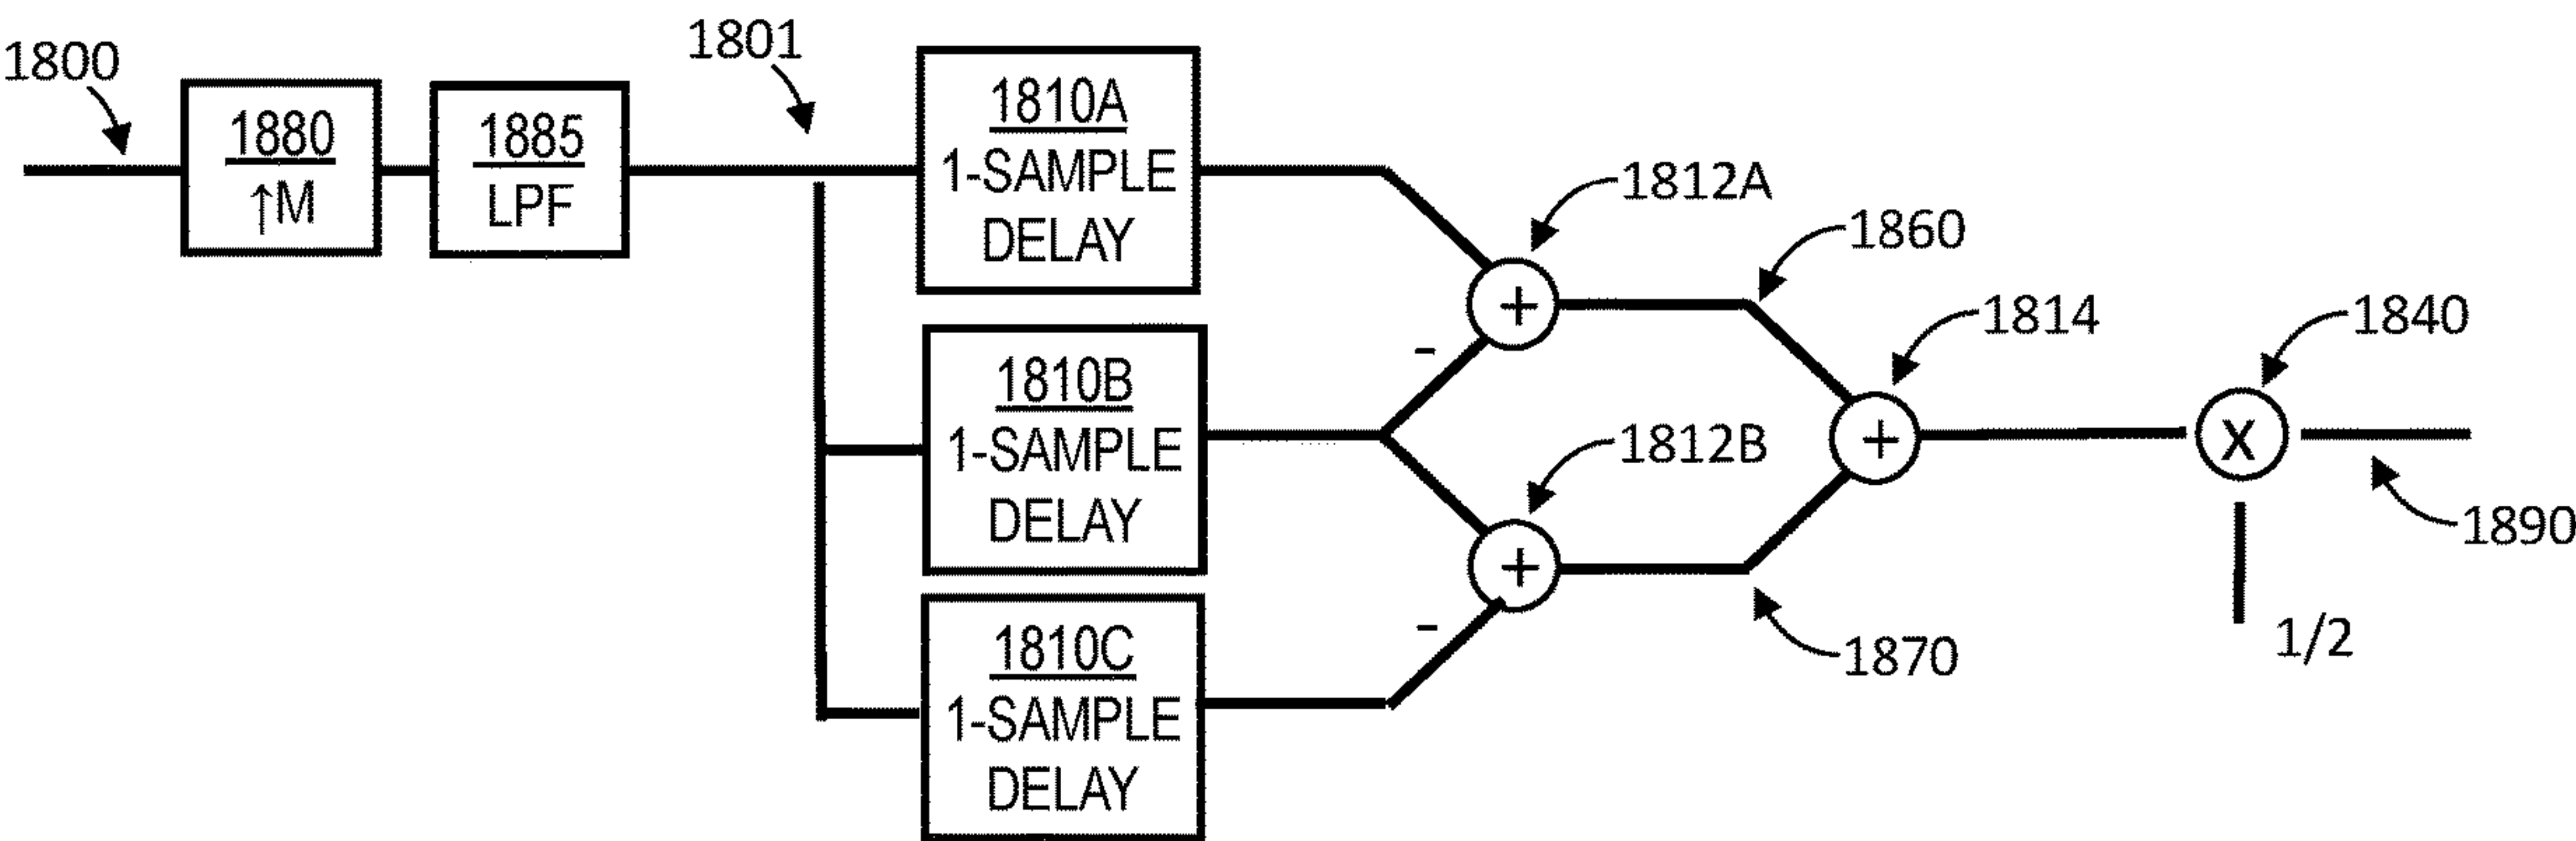 1800
1880
↑M
1885
LPF
1801
1810A
1-SAMPLE
DELAY
1810B
1-SAMPLE
DELAY
1810C
1-SAMPLE
DELAY
-
-
+
+
1812A
1812B
1860
1870
+
1814
X
1840
1/2
1890